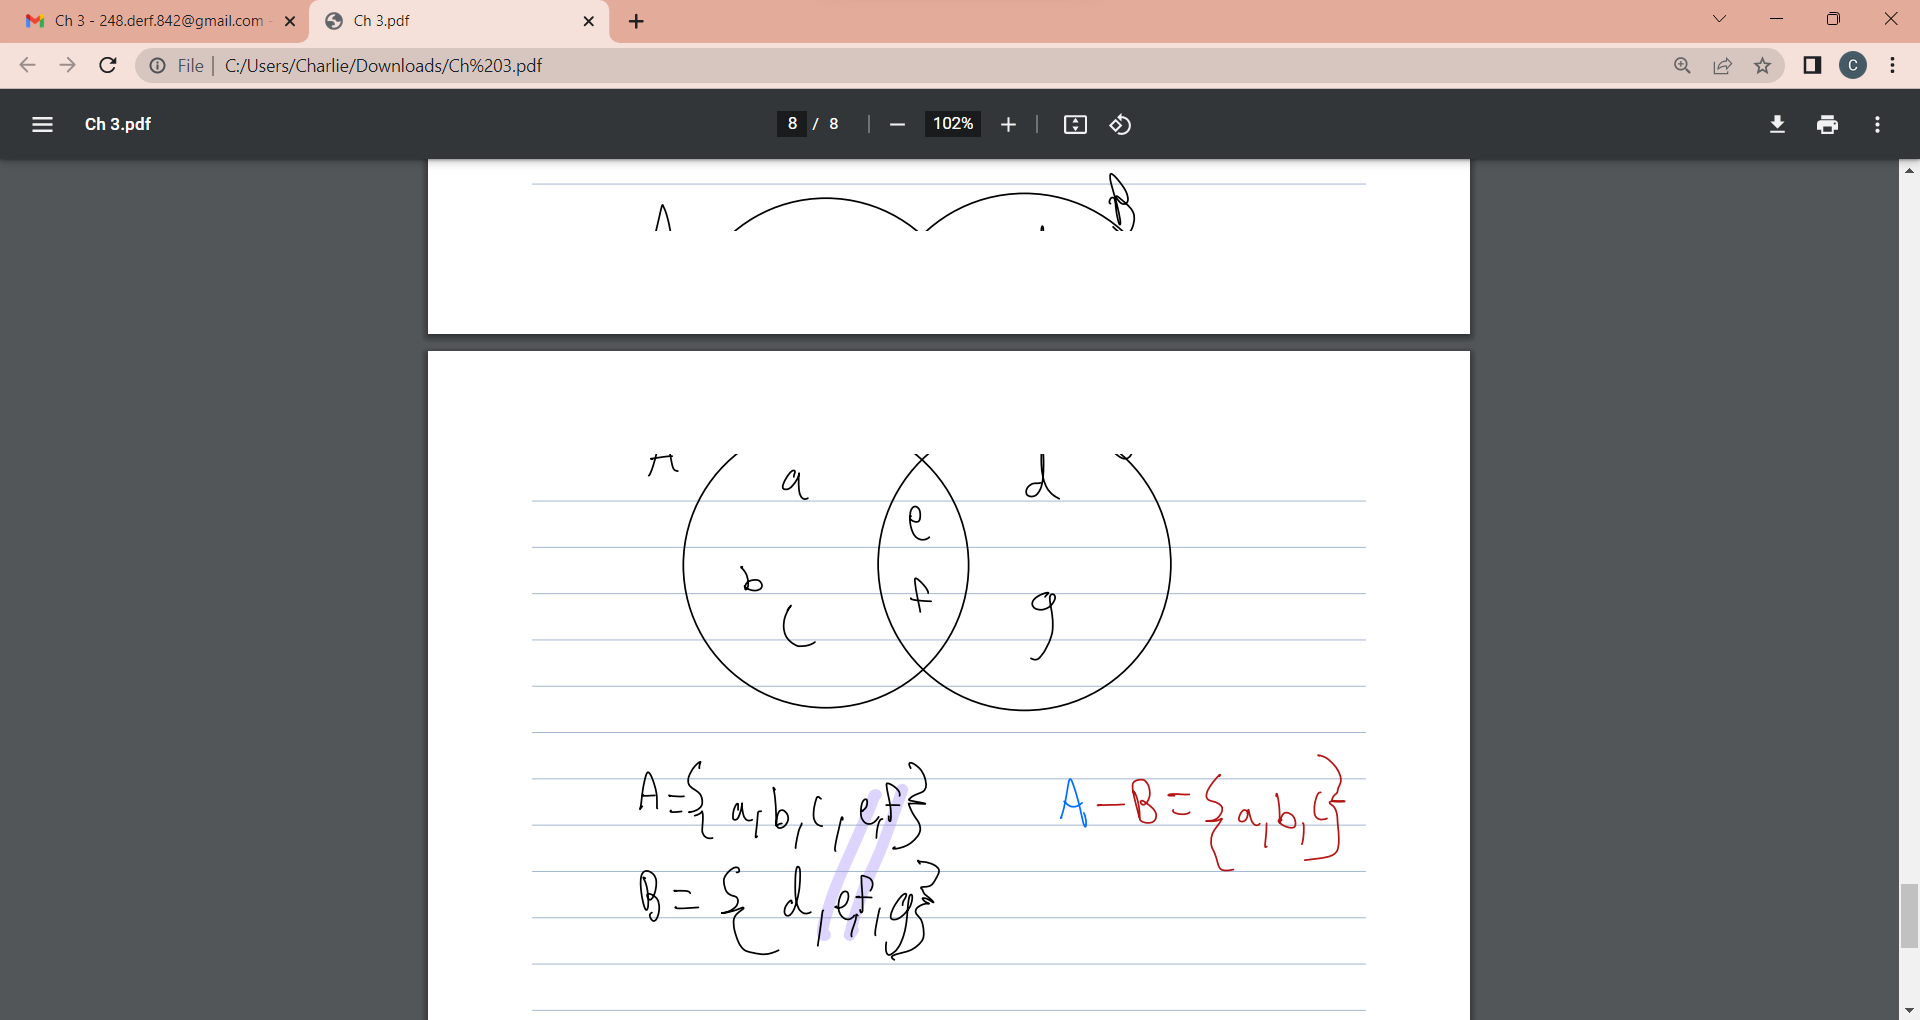 Ch 3 - 248.derf.842@gmail.com -
Ch 3.pdf
File
C:/Users/Charlie/Downloads/Ch%203.pdf
C
Ch 3.pdf
8 / 8
102%
A
B
A
a
d
e
b
f
c
g
A={a,b,c,e,f}
A-B={a,b,c}
B={d,e,f,g}